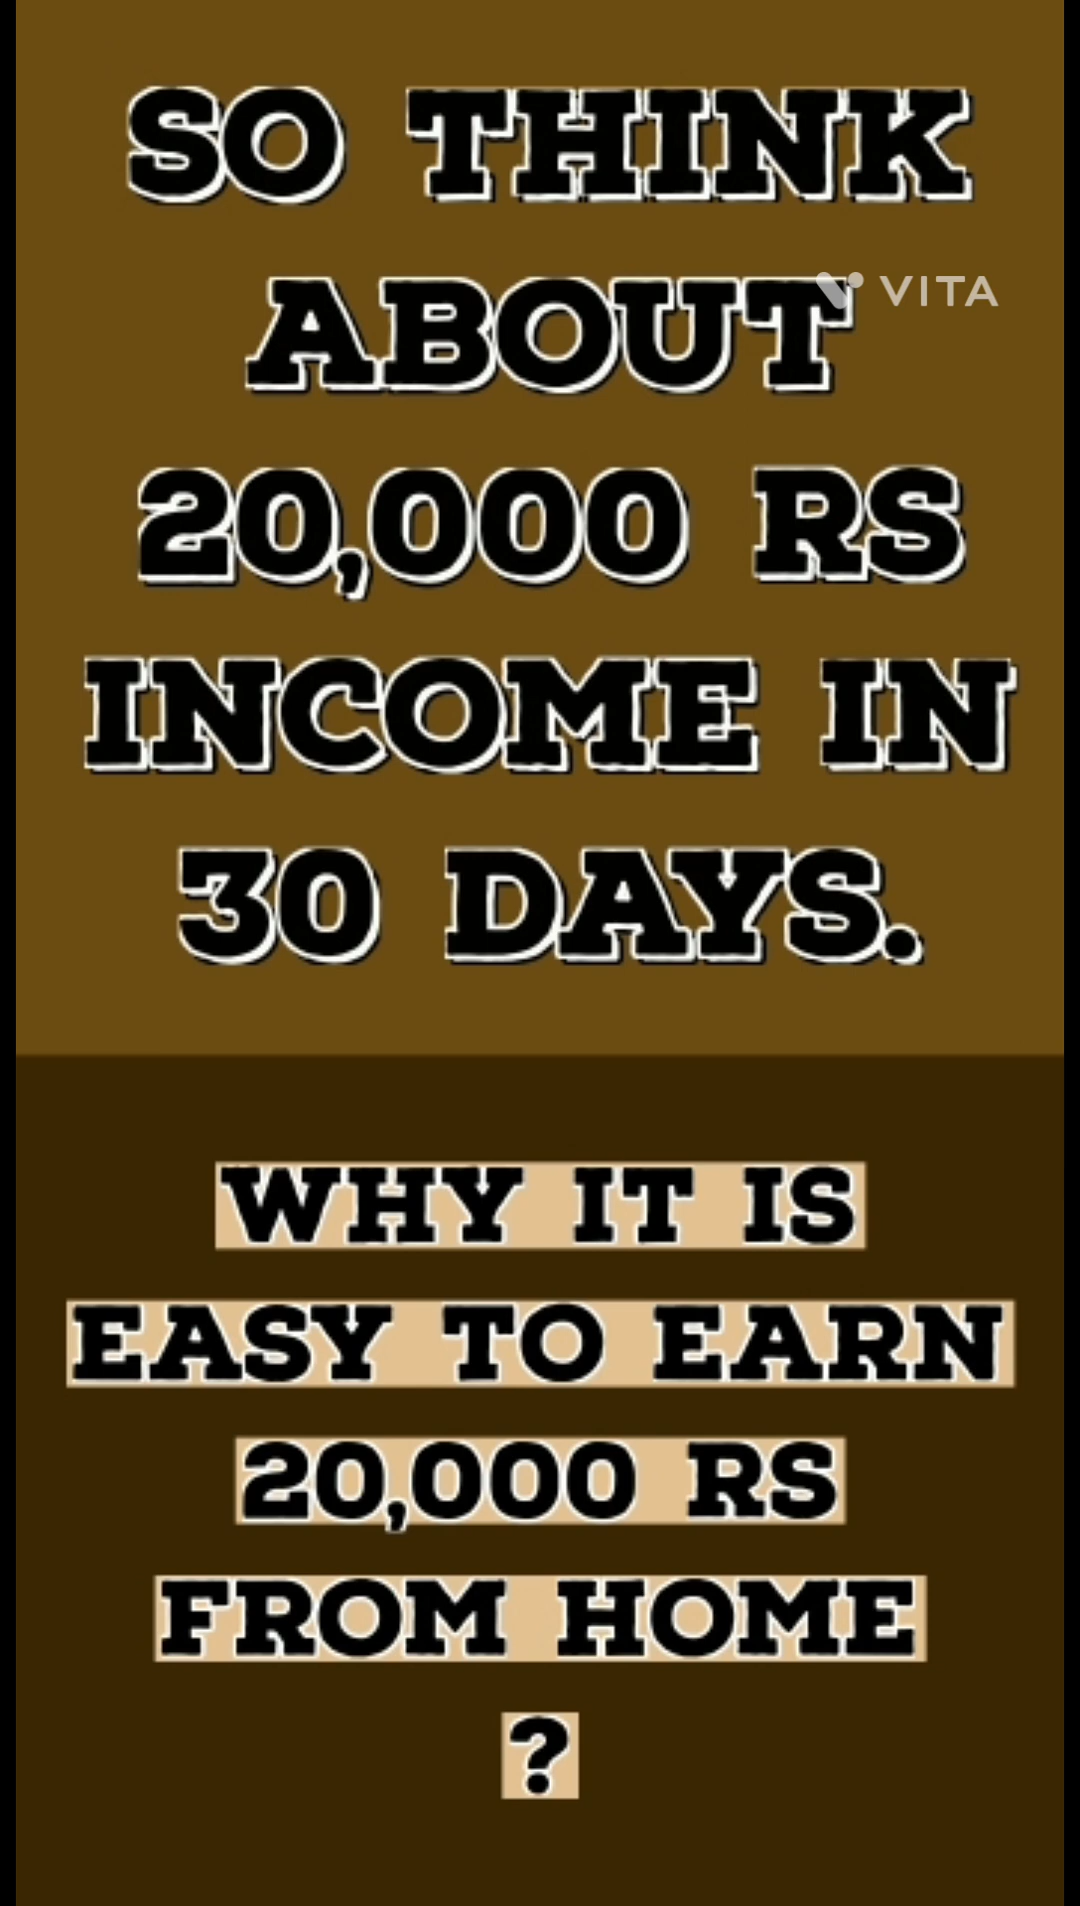 SO THINK
ABOUT
VITA
20,000 RS
INCOME IN
30 DAYS.
WHY IT IS
EASY TO EARN
20,000 RS
FROM HOME
?